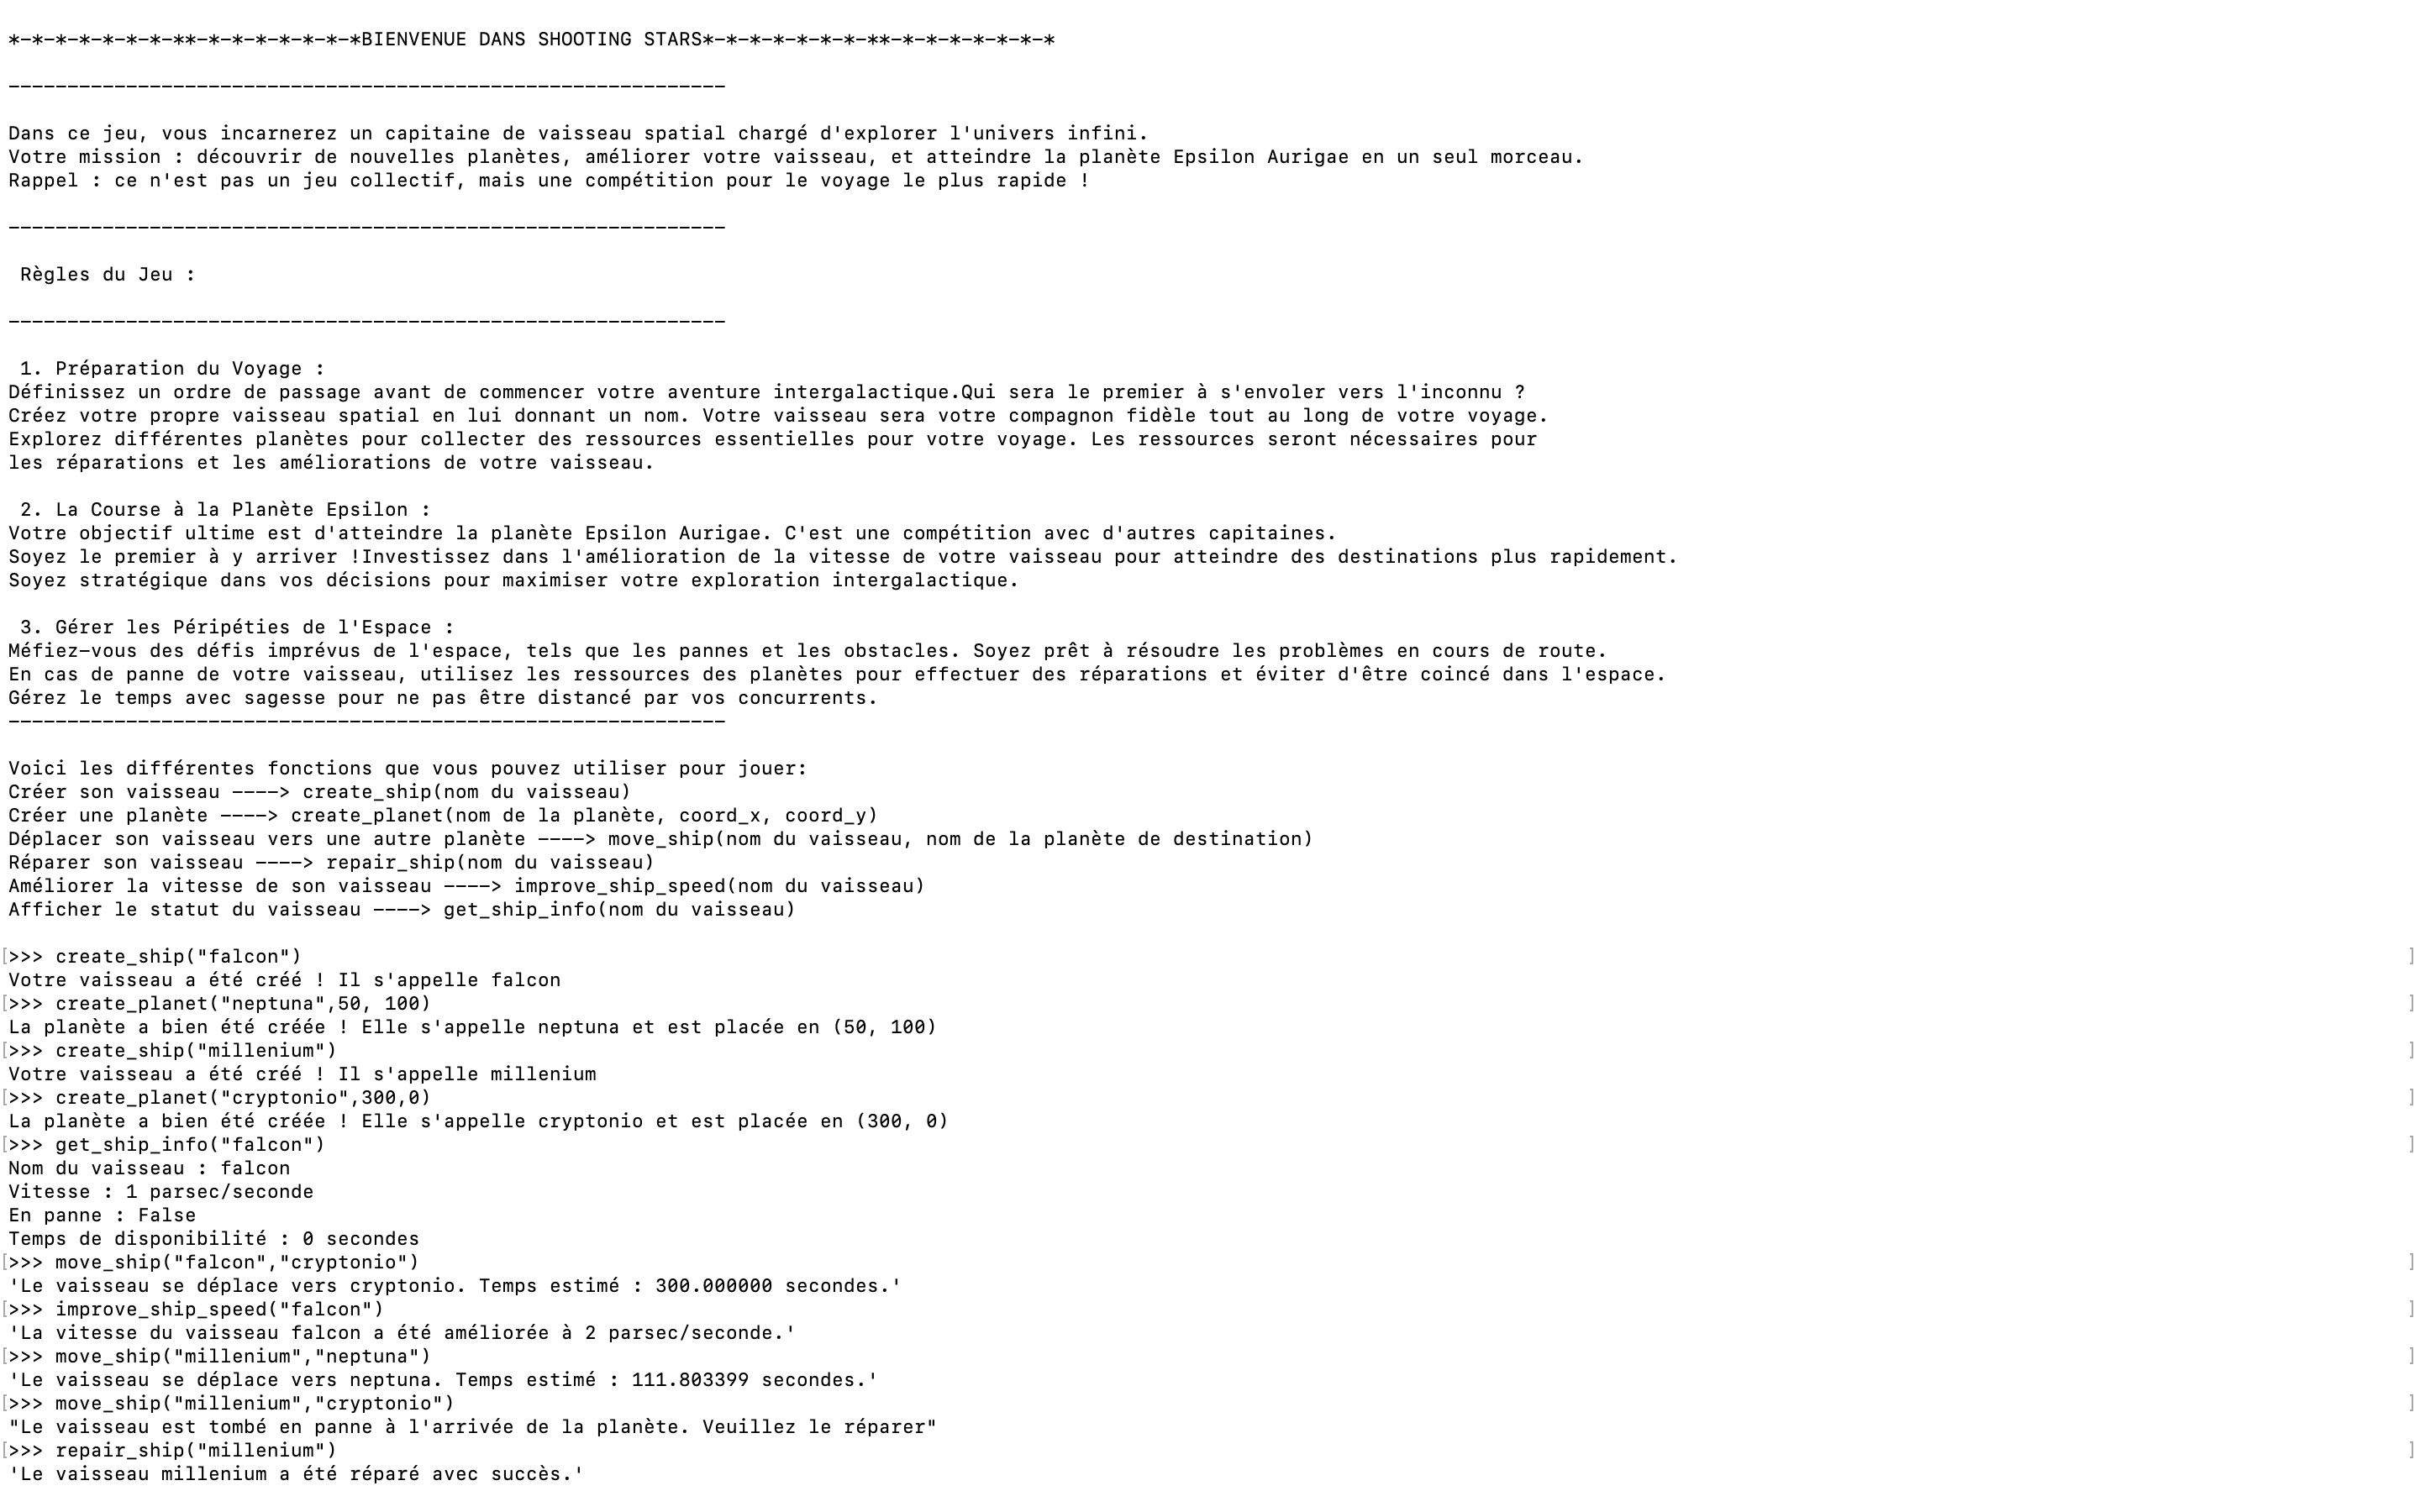 *-*-*-*-*-*-*-**-*-*-*-*-*-*-*BIENVENUE DANS SHOOTING STARS*-*-*-*-*-*-*-**-*-*-*-*-*-*-*
-------------------------------------------------------------
Dans ce jeu, vous incarnerez un capitaine de vaisseau spatial chargé d'explorer l'univers infini.
Votre mission : découvrir de nouvelles planètes, améliorer votre vaisseau, et atteindre la planète Epsilon Aurigae en un seul morceau.
Rappel : ce n'est pas un jeu collectif, mais une compétition pour le voyage le plus rapide !
-------------------------------------------------------------
Règles du Jeu :
-------------------------------------------------------------
1. Préparation du Voyage :
Définissez un ordre de passage avant de commencer votre aventure intergalactique.Qui sera le premier à s'envoler vers l'inconnu ?
Créez votre propre vaisseau spatial en lui donnant un nom. Votre vaisseau sera votre compagnon fidèle tout au long de votre voyage.
Explorez différentes planètes pour collecter des ressources essentielles pour votre voyage. Les ressources seront nécessaires pour
les réparations et les améliorations de votre vaisseau.
2. La Course à la Planète Epsilon :
Votre objectif ultime est d'atteindre la planète Epsilon Aurigae. C'est une compétition avec d'autres capitaines.
Soyez le premier à y arriver !Investissez dans l'amélioration de la vitesse de votre vaisseau pour atteindre des destinations plus rapidement.
Soyez stratégique dans vos décisions pour maximiser votre exploration intergalactique.
3. Gérer les Péripéties de l'Espace :
Méfiez-vous des défis imprévus de l'espace, tels que les pannes et les obstacles. Soyez prêt à résoudre les problèmes en cours de route.
En cas de panne de votre vaisseau, utilisez les ressources des planètes pour effectuer des réparations et éviter d'être coincé dans l'espace.
Gérez le temps avec sagesse pour ne pas être distancé par vos concurrents.
-------------------------------------------------------------
Voici les différentes fonctions que vous pouvez utiliser pour jouer:
Créer son vaisseau ----> create_ship(nom du vaisseau)
Créer une planète ----> create_planet(nom de la planète, coord_x, coord_y)
Déplacer son vaisseau vers une autre planète ----> move_ship(nom du vaisseau, nom de la planète de destination)
Réparer son vaisseau ----> repair_ship(nom du vaisseau)
Améliorer la vitesse de son vaisseau ----> improve_ship_speed(nom du vaisseau)
Afficher le statut du vaisseau ----> get_ship_info(nom du vaisseau)
[>>> create_ship("falcon") ]
Votre vaisseau a été créé ! Il s'appelle falcon
[>>> create_planet("neptuna",50, 100) ]
La planète a bien été créée ! Elle s'appelle neptuna et est placée en (50, 100)
[>>> create_ship("millenium") ]
Votre vaisseau a été créé ! Il s'appelle millenium
[>>> create_planet("cryptonio",300,0) ]
La planète a bien été créée ! Elle s'appelle cryptonio et est placée en (300, 0)
[>>> get_ship_info("falcon") ]
Nom du vaisseau : falcon
Vitesse : 1 parsec/seconde
En panne : False
Temps de disponibilité : 0 secondes
[>>> move_ship("falcon","cryptonio") ]
'Le vaisseau se déplace vers cryptonio. Temps estimé : 300.000000 secondes.'
[>>> improve_ship_speed("falcon") ]
'La vitesse du vaisseau falcon a été améliorée à 2 parsec/seconde.'
[>>> move_ship("millenium","neptuna") ]
'Le vaisseau se déplace vers neptuna. Temps estimé : 111.803399 secondes.'
[>>> move_ship("millenium","cryptonio") ]
"Le vaisseau est tombé en panne à l'arrivée de la planète. Veuillez le réparer"
[>>> repair_ship("millenium") ]
'Le vaisseau millenium a été réparé avec succès.'